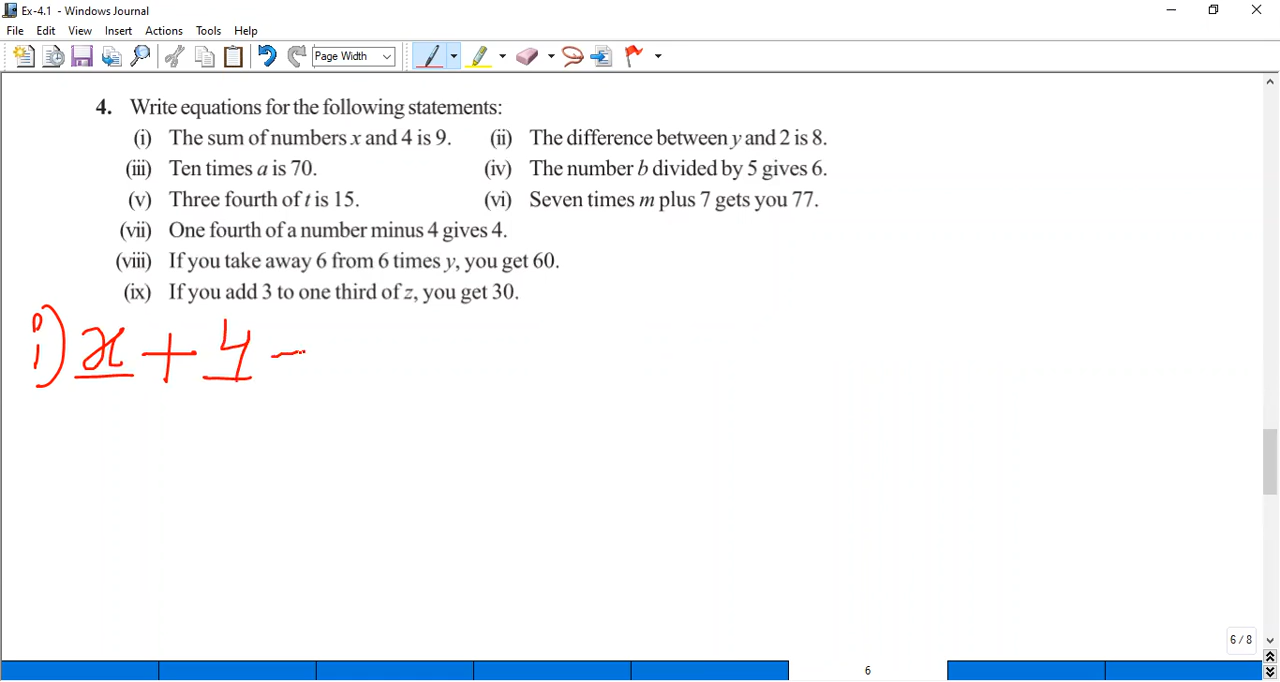 Ex-4.1 - Windows Journal
File Edit View Insert Actions Tools Help
Page Width
4. Write equations for the following statements:
(i) The sum of numbers x and 4 is 9. (ii) The difference between y and 2 is 8.
(iii) Ten times a is 70. (iv) The number b divided by 5 gives 6.
(v) Three fourth of t is 15. (vi) Seven times m plus 7 gets you 77.
(vii) One fourth of a number minus 4 gives 4.
(viii) If you take away 6 from 6 times y, you get 60.
(ix) If you add 3 to one third of z, you get 30.
i) x + 4 -
6 / 8
6